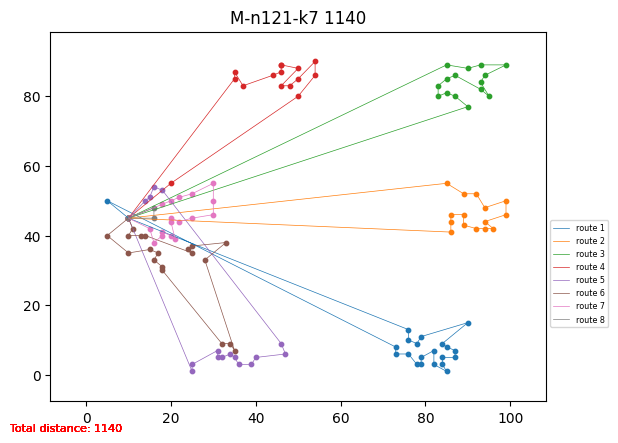 M-n121-k7 1140
80
60
40
20
0
0 20 40 60 80 100
route 1
route 2
route 3
route 4
route 5
route 6
route 7
route 8
Total distance: 1140